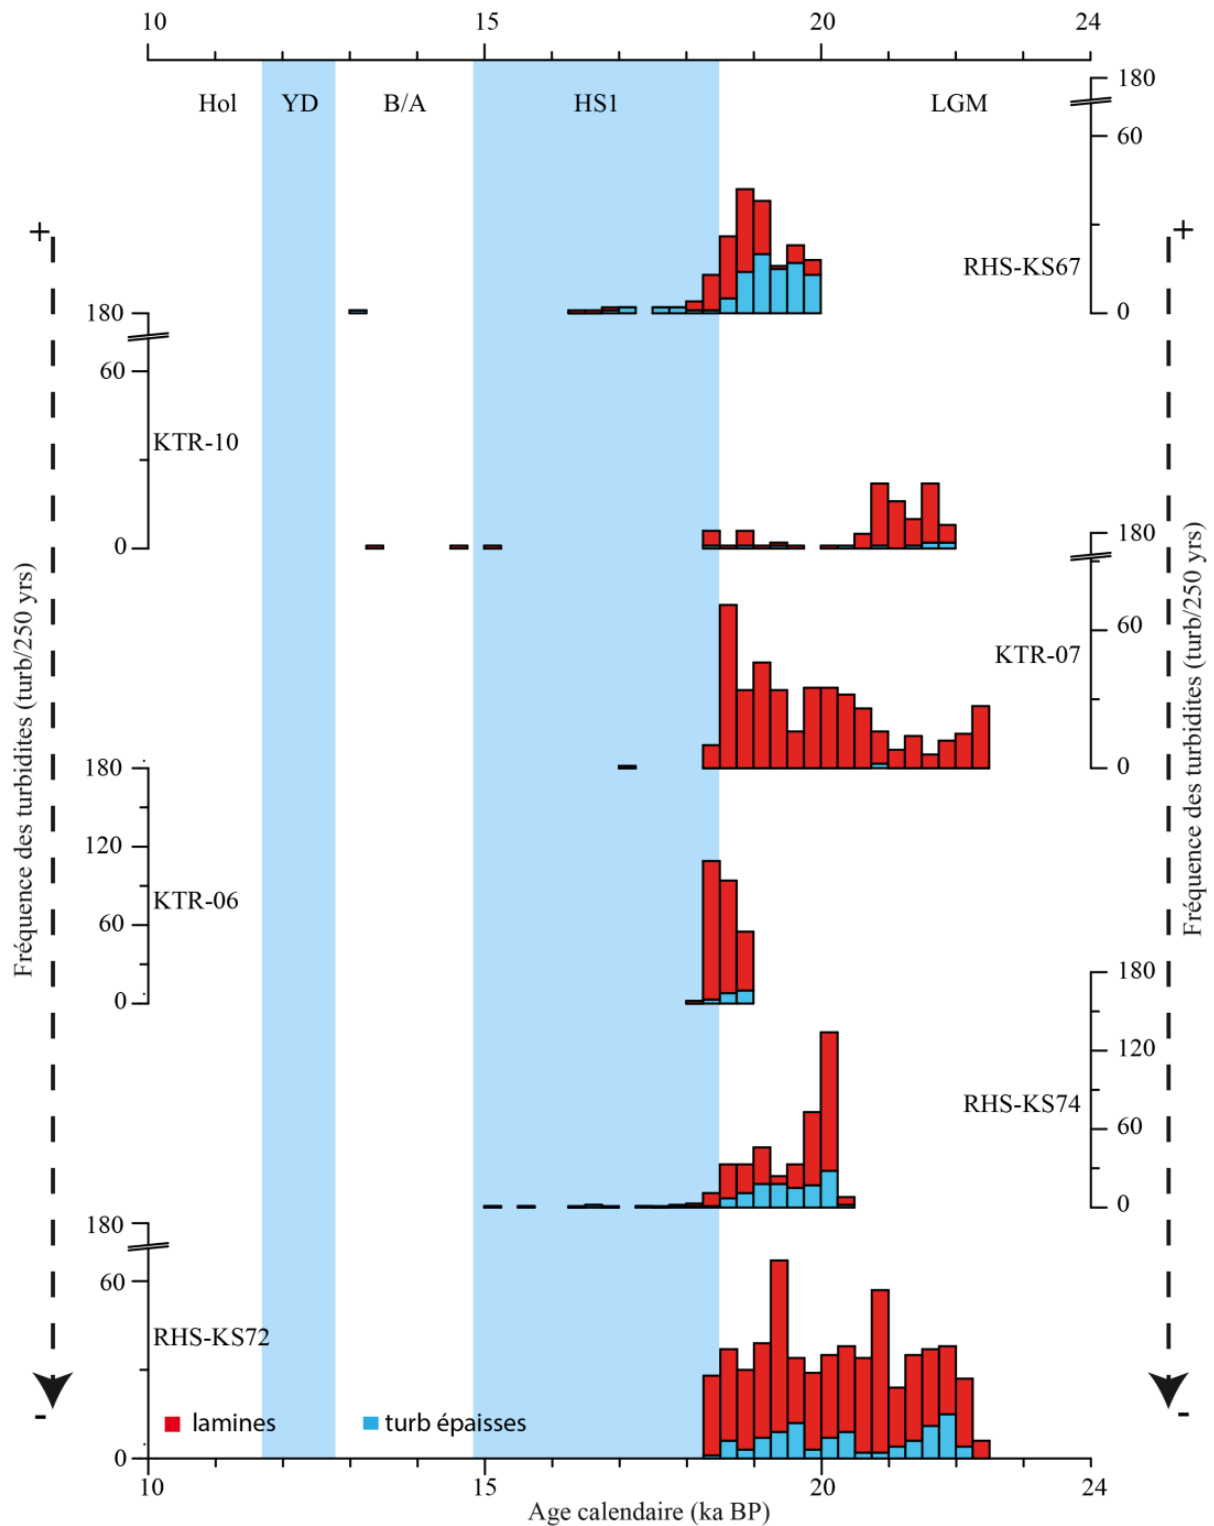 10 15 20 24
180
Hol YD B/A HS1 LGM
60
+ +
RHS-KS67
180 0
60
KTR-10
180
0
60
KTR-07
180 0
120
KTR-06
60
180
0
120
RHS-KS74
60
0
180
60
RHS-KS72
- -
lamines turb épaisses
0
10 15 20 24
Age calendaire (ka BP)
Fréquence des turbidites (turb/250 yrs)
Fréquence des turbidites (turb/250 yrs)